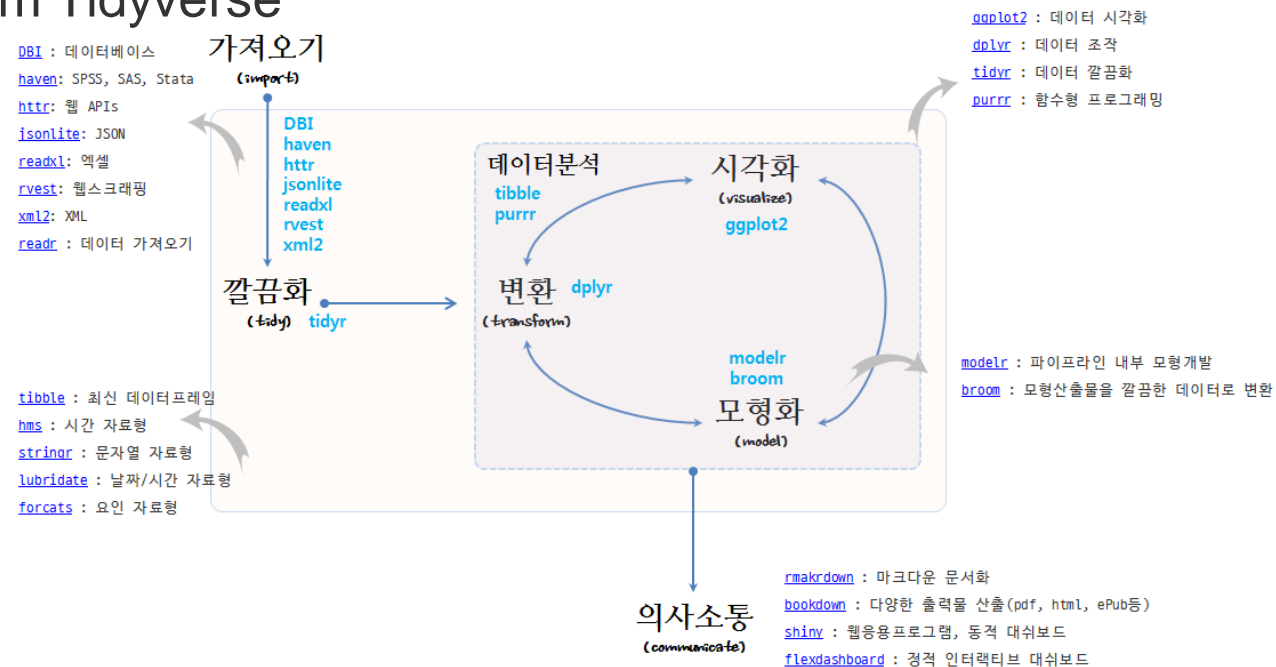 m Tidyverse
DBI : 데이터베이스
haven: SPSS, SAS, Stata
httr: 웹 APIs
jsonlite: JSON
readxl: 엑셀
rvest: 웹스크래핑
xml2: XML
readr : 데이터 가져오기
가져오기
(import)
DBI
haven
httr
jsonlite
readxl
rvest
xml2
깔끔화
(tidy)
tidyr
tibble : 최신 데이터프레임
hms : 시간 자료형
stringr : 문자열 자료형
lubridate : 날짜/시간 자료형
forcats : 요인 자료형
데이터분석
tibble
purrr
시각화
(visualize)
ggplot2
변환
(transform)
dplyr
modelr
broom
모형화
(model)
ggplot2 : 데이터 시각화
dplyr : 데이터 조작
tidyr : 데이터 깔끔화
purrr : 함수형 프로그래밍
modelr : 파이프라인 내부 모형개발
broom : 모형산출물을 깔끔한 데이터로 변환
의사소통
(communicate)
rmakrdown : 마크다운 문서화
bookdown : 다양한 출력물 산출(pdf, html, ePub등)
shiny : 웹응용프로그램, 동적 대쉬보드
flexdashboard : 정적 인터랙티브 대쉬보드